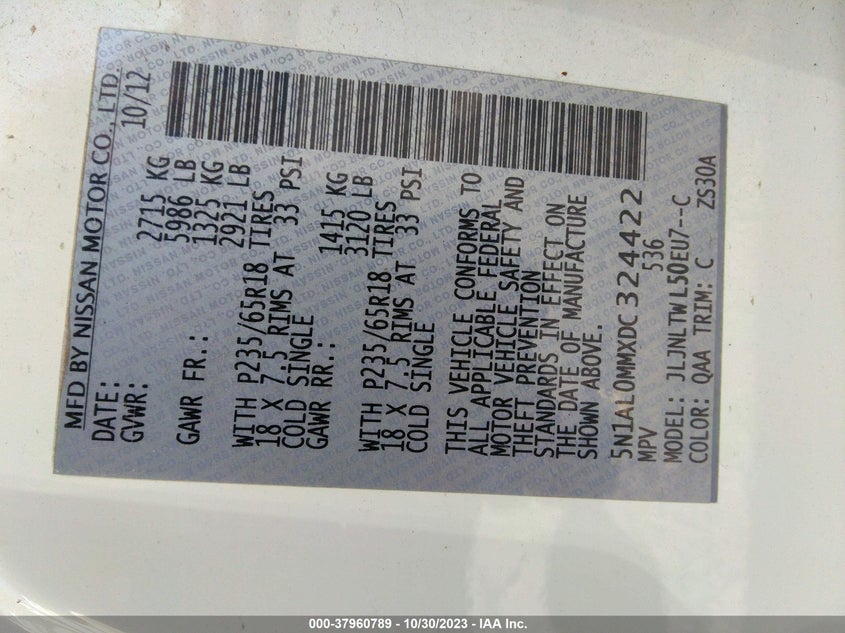 MFD BY NISSAN MOTOR CO., LTD.
DATE: 10/12
GVWR: 2715 KG
5986 LB
GAWR FR.: 1325 KG
2921 LB
WITH P235/65R18 TIRES
18 X 7.5 RIMS AT 33 PSI
COLD SINGLE
GAWR RR.: 1415 KG
3120 LB
WITH P235/65R18 TIRES
18 X 7.5 RIMS AT 33 PSI
COLD SINGLE
THIS VEHICLE CONFORMS TO
ALL APPLICABLE FEDERAL
MOTOR VEHICLE SAFETY AND
THEFT PREVENTION
STANDARDS IN EFFECT ON
THE DATE OF MANUFACTURE
SHOWN ABOVE..
5N1AL0MMXDC324422
MPV 536
MODEL: JLJNLTWL50EU7--C
COLOR: QAA TRIM: C ZS30A
000-37960789 - 10/30/2023 - IAA Inc.